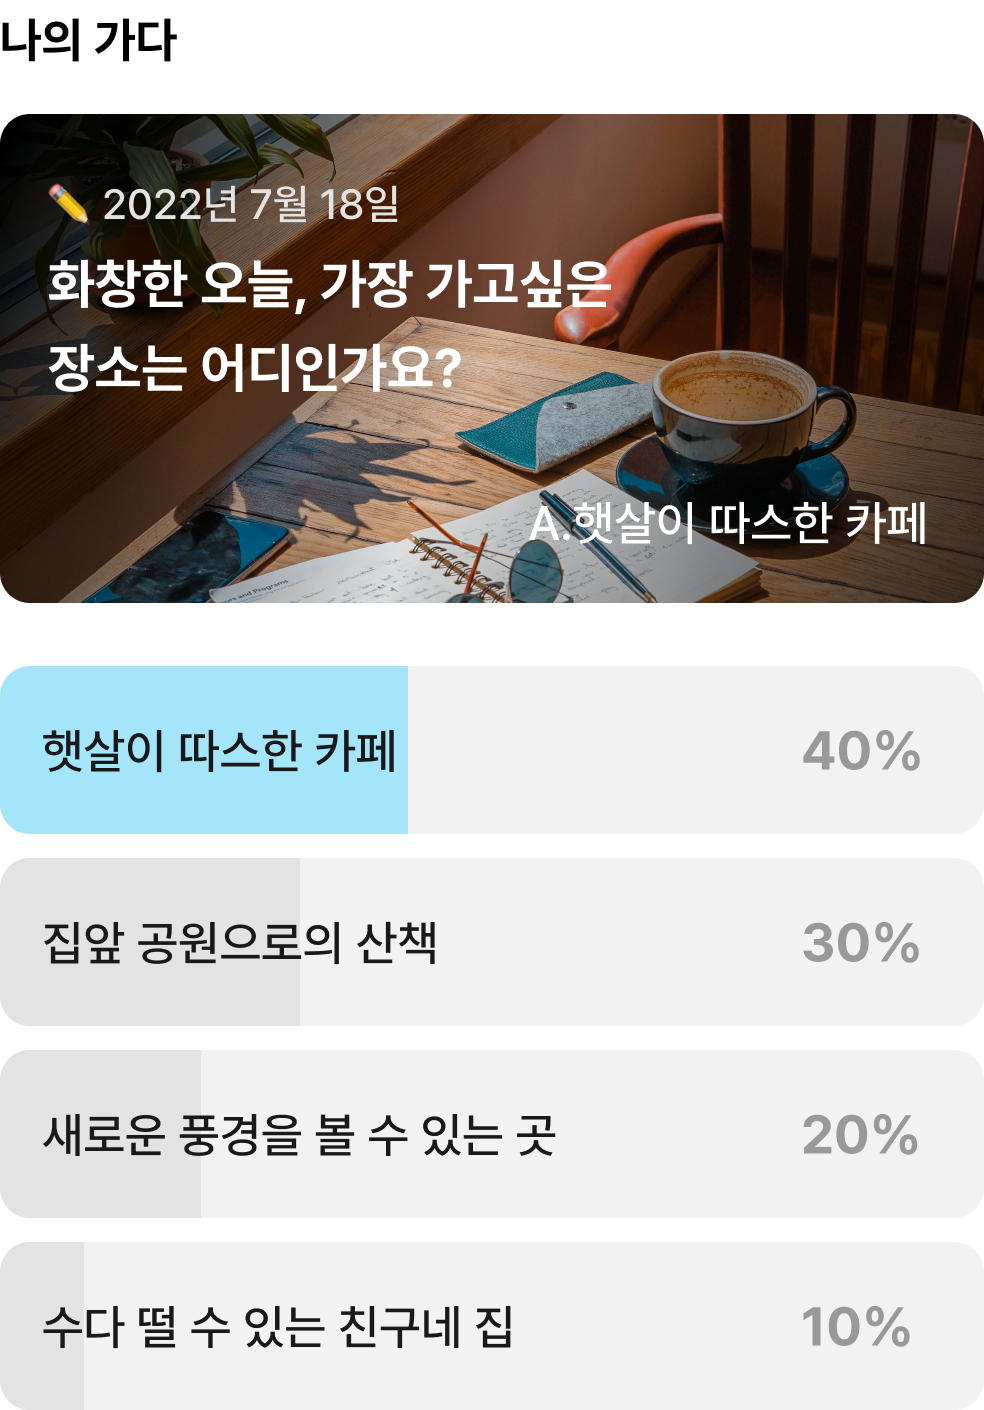 나의 가다
✏️ 2022년 7월 18일
화창한 오늘, 가장 가고싶은
장소는 어디인가요?
A.햇살이 따스한 카페
and Programs
햇살이 따스한 카페 40%
집앞 공원으로의 산책 30%
새로운 풍경을 볼 수 있는 곳 20%
수다 떨 수 있는 친구네 집 10%